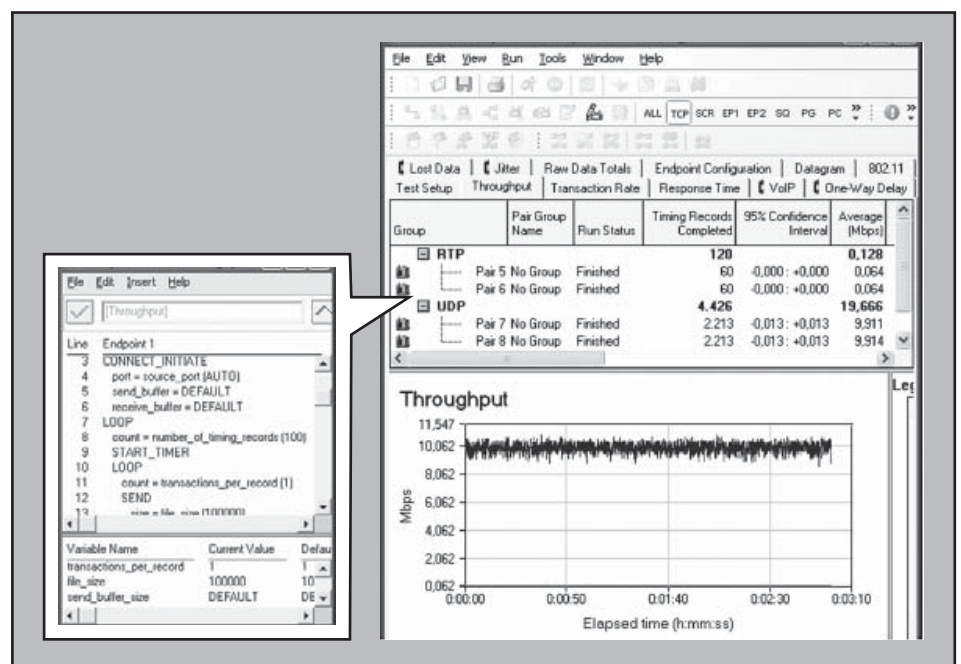 File Edit View Run Tools Window Help
ALL TCP SCR EP1 EP2 SQ PG PC
Lost Data Jitter Raw Data Totals Endpoint Configuration Datagram 802.11
Test Setup Throughput Transaction Rate Response Time VoIP One-Way Delay
Group Pair Group Name Run Status Timing Records Completed 95% Confidence Interval Average (Mbps)
RTP 120 0,128
Pair 5 No Group Finished 60 -0,000 : +0,000 0,064
Pair 6 No Group Finished 60 -0,000 : +0,000 0,064
UDP 4.426 19,666
Pair 7 No Group Finished 2.213 -0,013 : +0,013 9,911
Pair 8 No Group Finished 2.213 -0,013 : +0,013 9,914
File Edit Insert Help
[Throughput]
Line Endpoint 1
3 CONNECT_INITIATE
4 port = source_port (AUTO)
5 send_buffer = DEFAULT
6 receive_buffer = DEFAULT
7 LOOP
8 count = number_of_timing_records (100)
9 START_TIMER
10 LOOP
11 count = transactions_per_record (1)
12 SEND
13 size = file_size (100000)
Variable Name Current Value Defau
transactions_per_record 1 1
file_size 100000 10
send_buffer_size DEFAULT DE
Throughput
Leg
11,547
10,062
8,062
6,062
4,062
2,062
0,062
Mbps
0:00:00 0:00:50 0:01:40 0:02:30 0:03:10
Elapsed time (h:mm:ss)